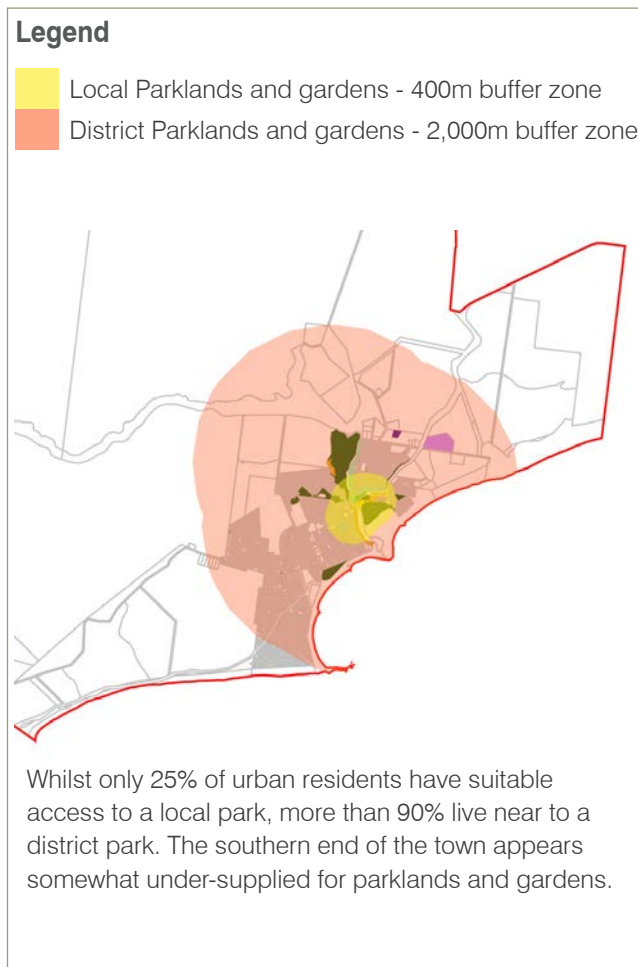 Legend
Local Parklands and gardens - 400m buffer zone
District Parklands and gardens - 2,000m buffer zone
Whilst only 25% of urban residents have suitable
access to a local park, more than 90% live near to a
district park. The southern end of the town appears
somewhat under-supplied for parklands and gardens.